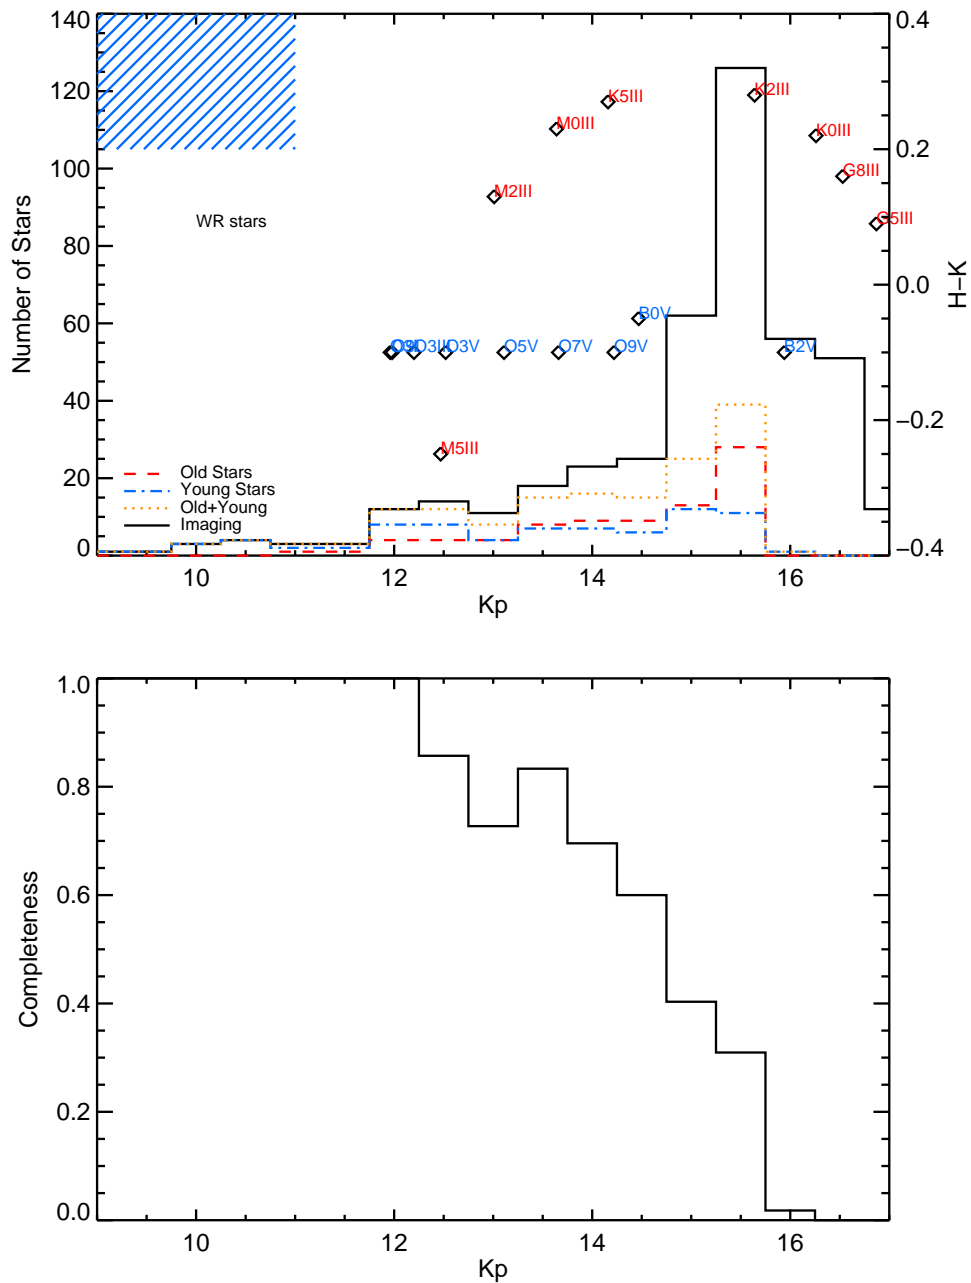 140
120
100
80
60
40
20
0
Number of Stars
0.4
0.2
0.0
−0.2
−0.4
H−K
K5III
K2III
M0III
K0III
G8III
M2III
G5III
WR stars
B0V
O3III
O3V
O5V
O7V
O9V
B2V
M5III
Old Stars
Young Stars
Old+Young
Imaging
10 12 14 16
Kp
1.0
0.8
0.6
0.4
0.2
0.0
Completeness
10 12 14 16
Kp